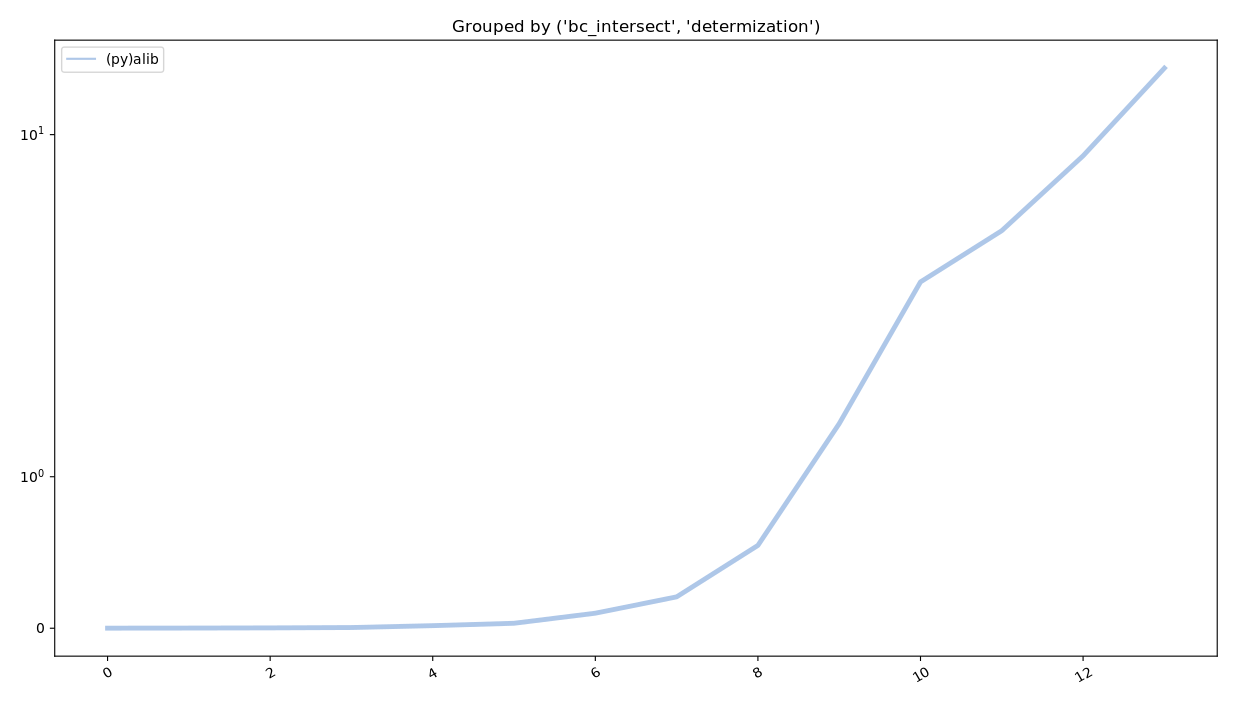 Grouped by ('bc_intersect', 'determization')
(py)alib
10¹
10⁰
0
0 2 4 6 8 10 12